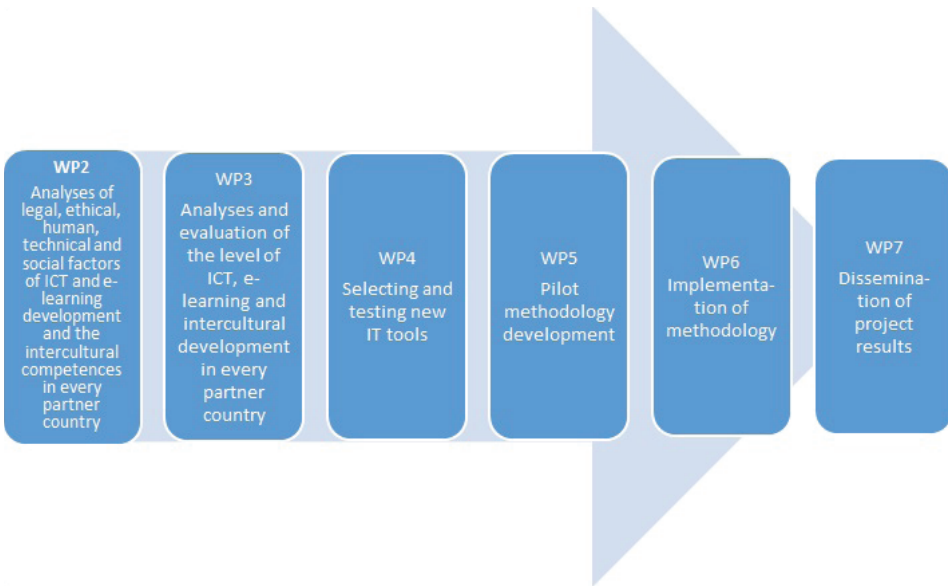 WP2
Analyses of
legal, ethical,
human,
technical and
social factors
of ICT and e-
learning
development
and the
intercultural
competences
in every
partner
country
WP3
Analyses and
evaluation of
the level of
ICT, e-
learning and
intercultural
development
in every
partner
country
WP4
Selecting and
testing new
IT tools
WP5
Pilot
methodology
development
WP6
Implementa-
tion of
methodology
WP7
Dissemina-
tion of
project
results